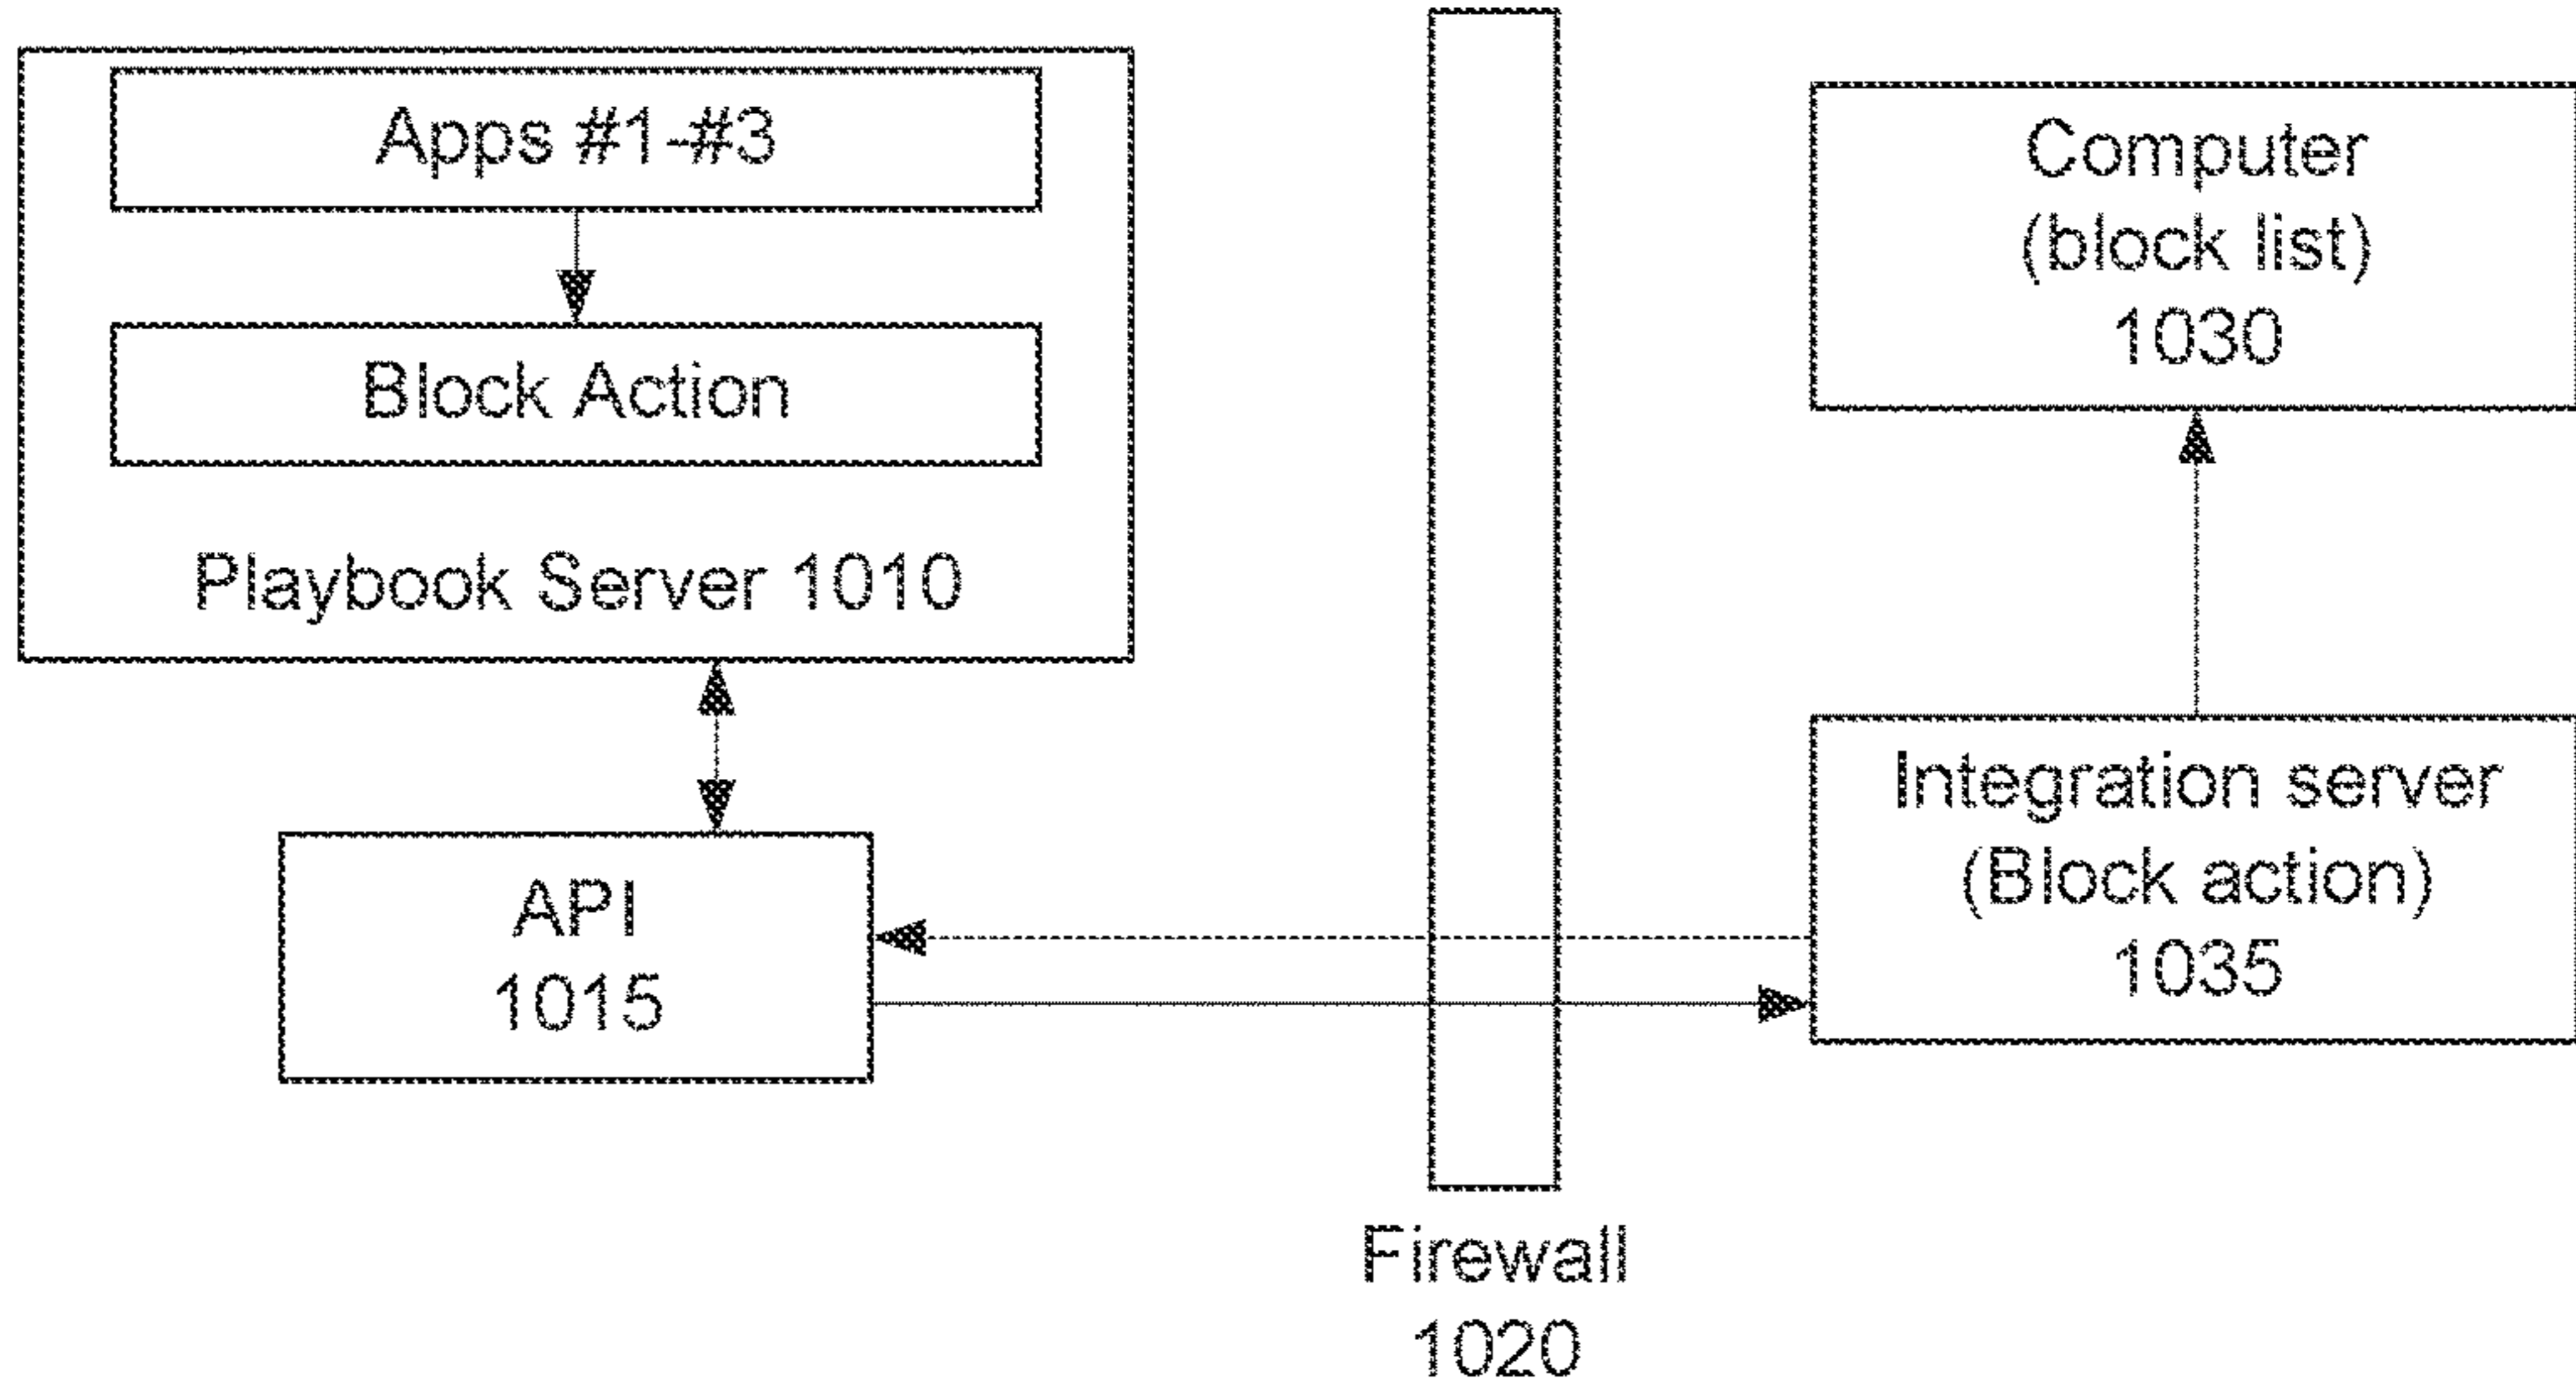 Apps #1-#3
Block Action
Playbook Server 1010
API
1015
Firewall
1020
Computer
(block list)
1030
Integration server
(Block action)
1035